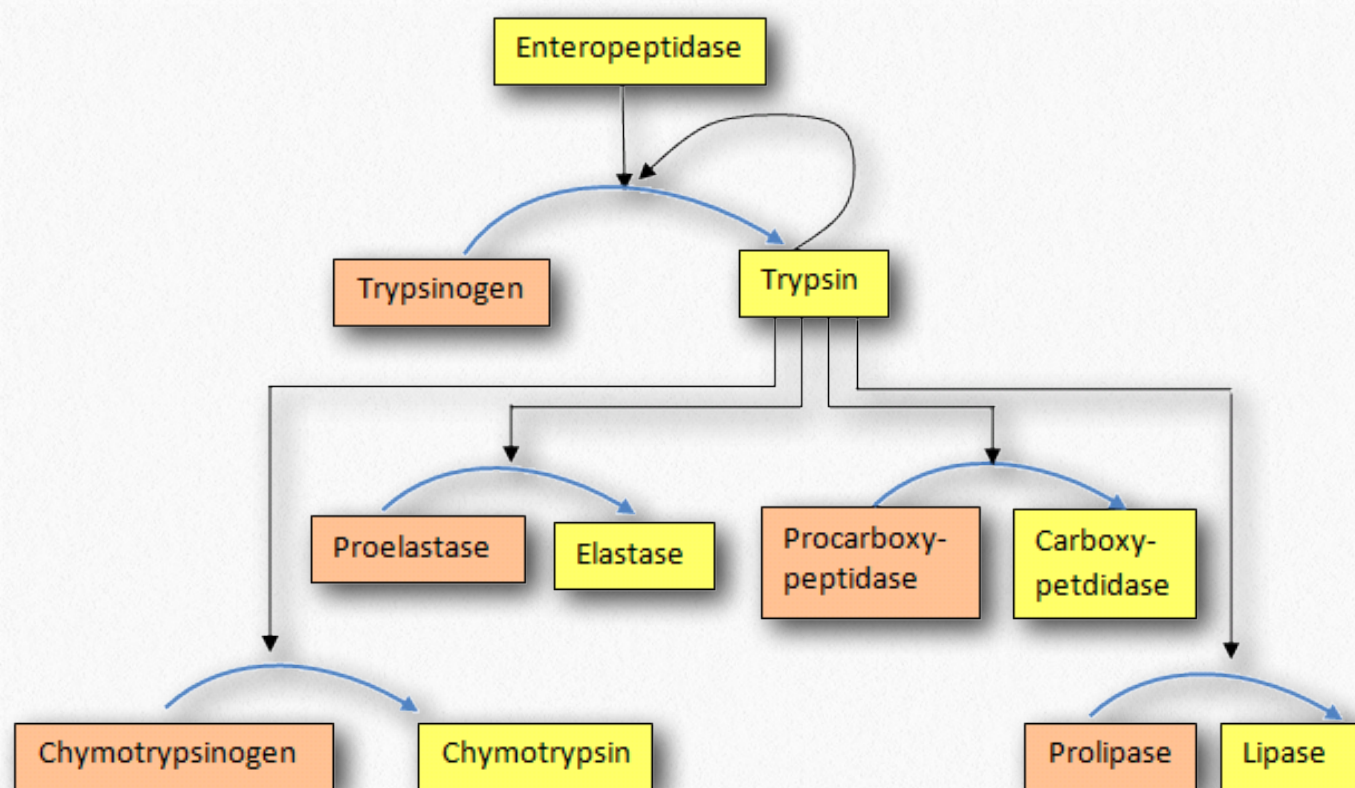 Enteropeptidase
Trypsinogen
Trypsin
Proelastase
Elastase
Procarboxy-
peptidase
Carboxy-
petdidase
Chymotrypsinogen
Chymotrypsin
Prolipase
Lipase